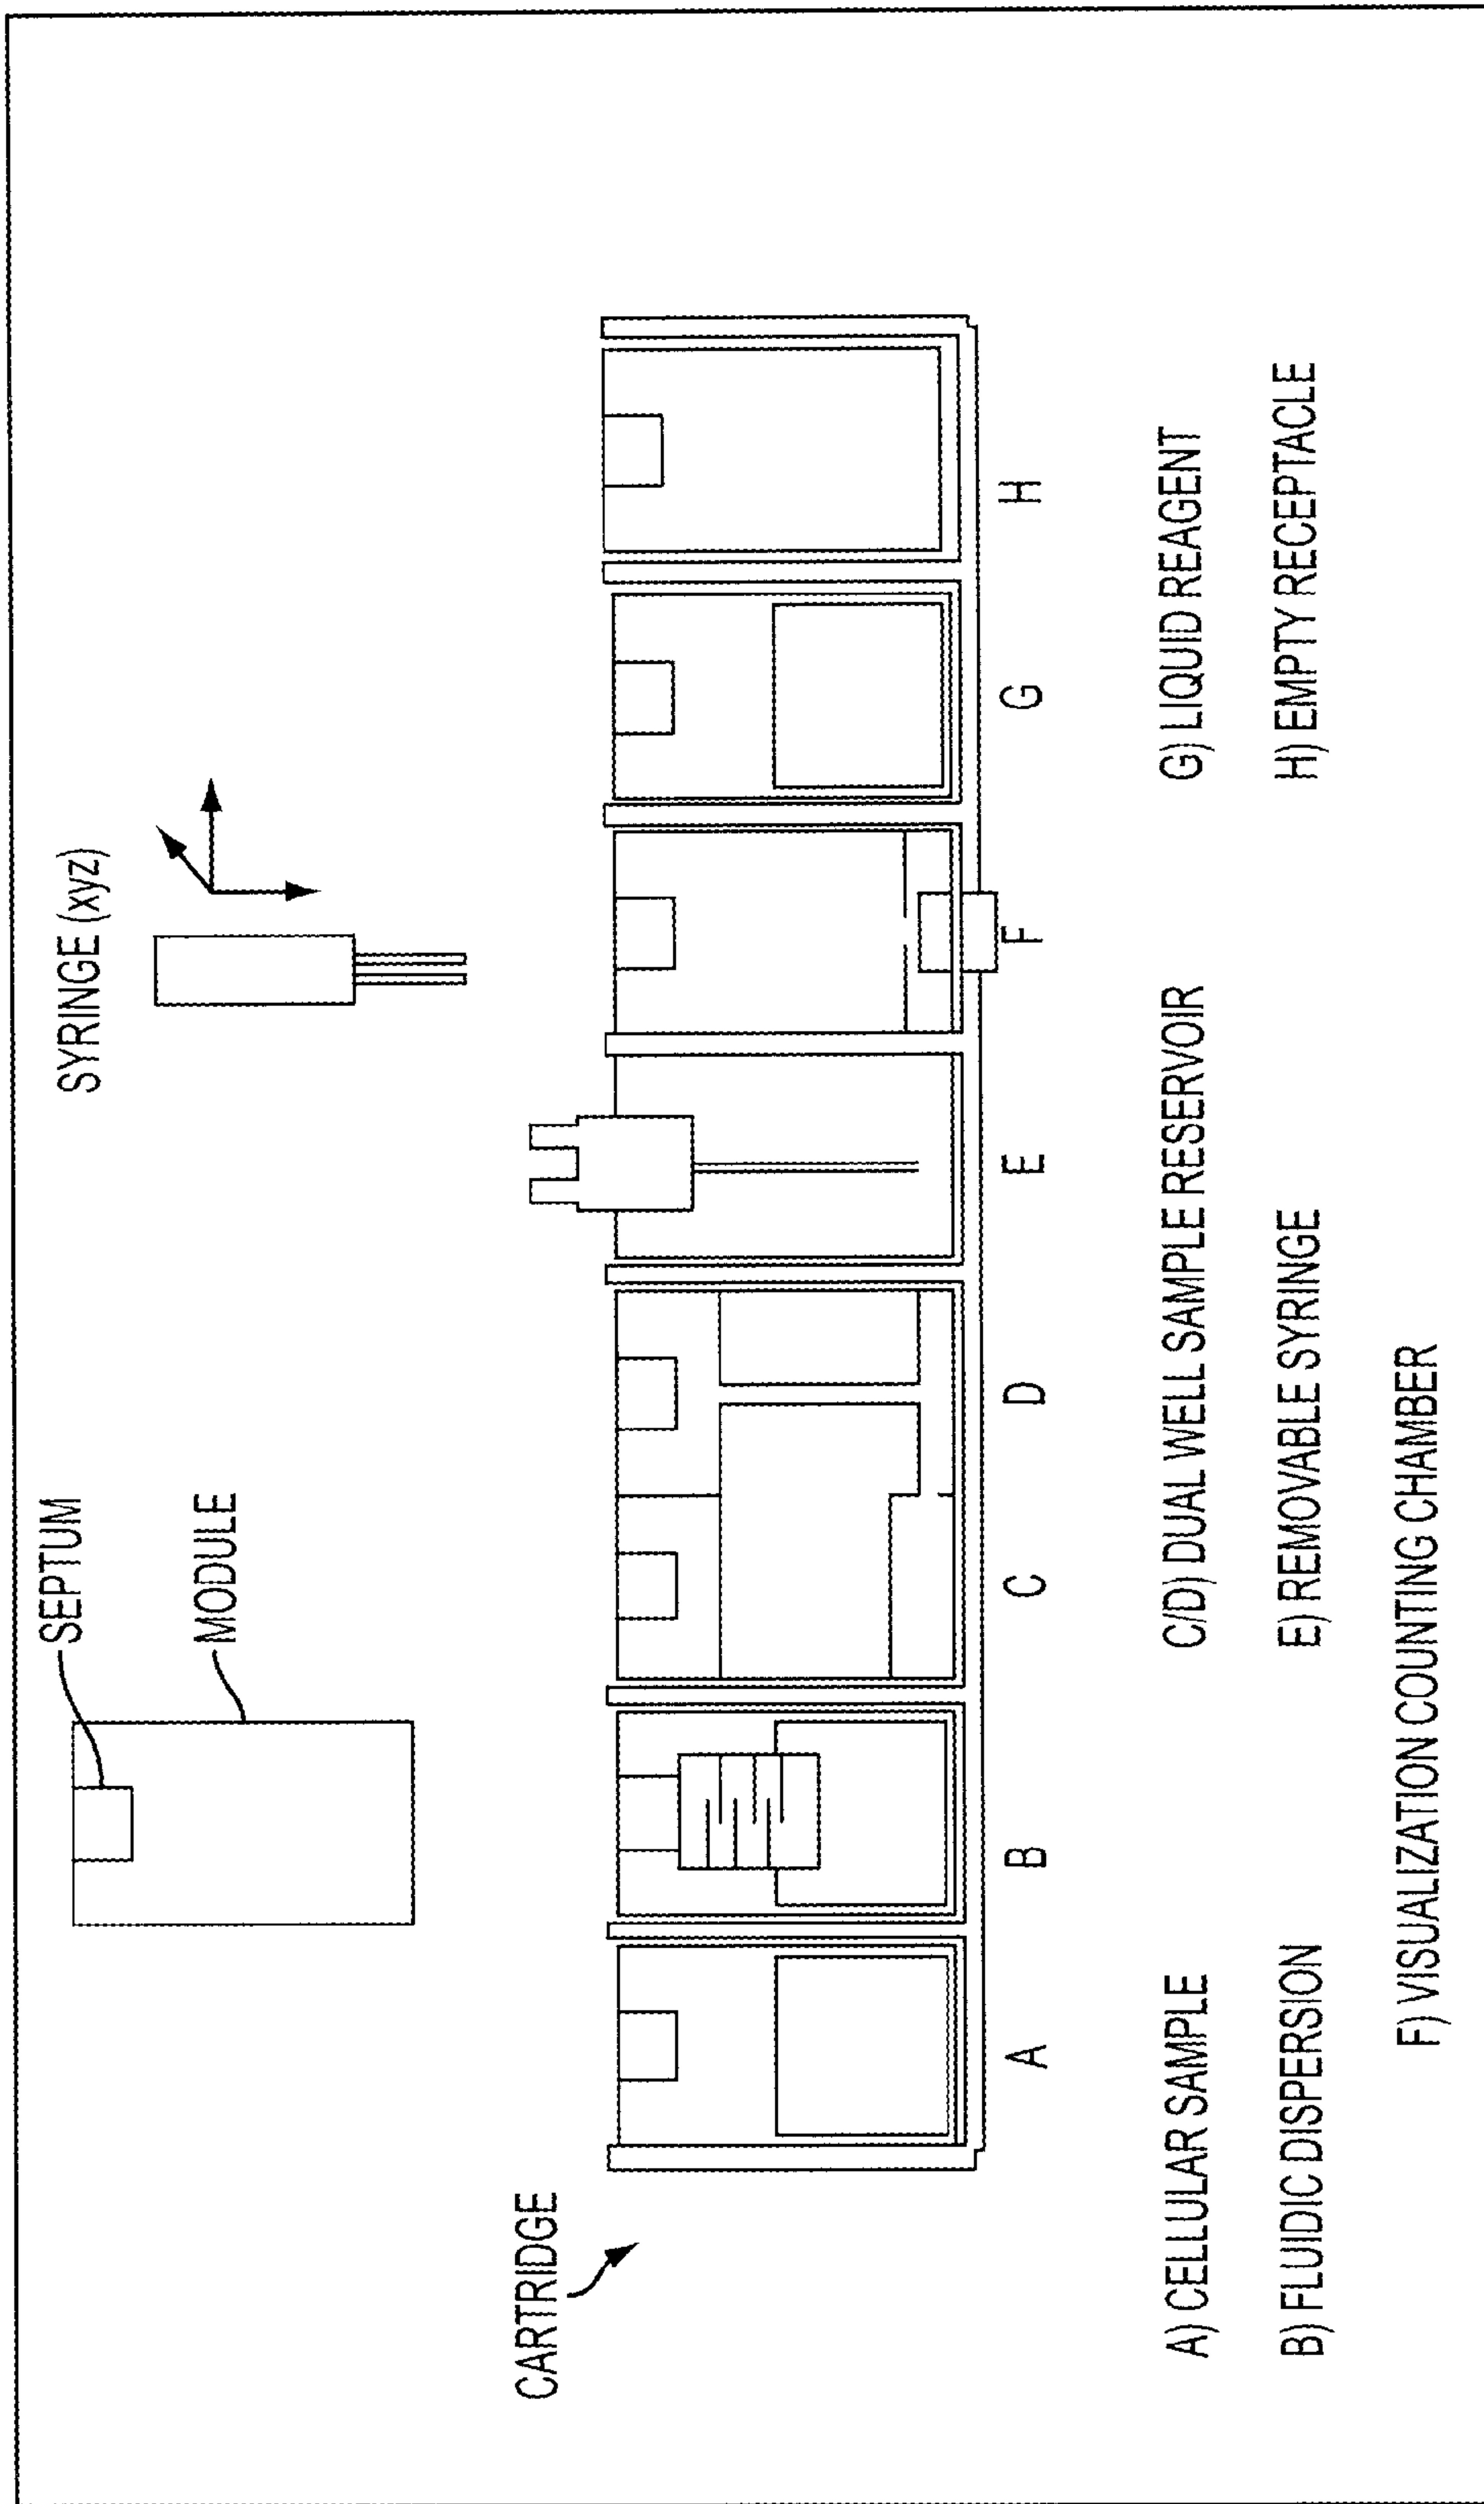 SEPTUM
MODULE
SYRINGE (xyz)
CARTRIDGE
A
B
C
D
E
F
G
H
A) CELLULAR SAMPLE
B) FLUIDIC DISPERSION
C/D) DUAL WELL SAMPLE RESERVOIR
E) REMOVABLE SYRINGE
F) VISUALIZATION COUNTING CHAMBER
G) LIQUID REAGENT
H) EMPTY RECEPTACLE